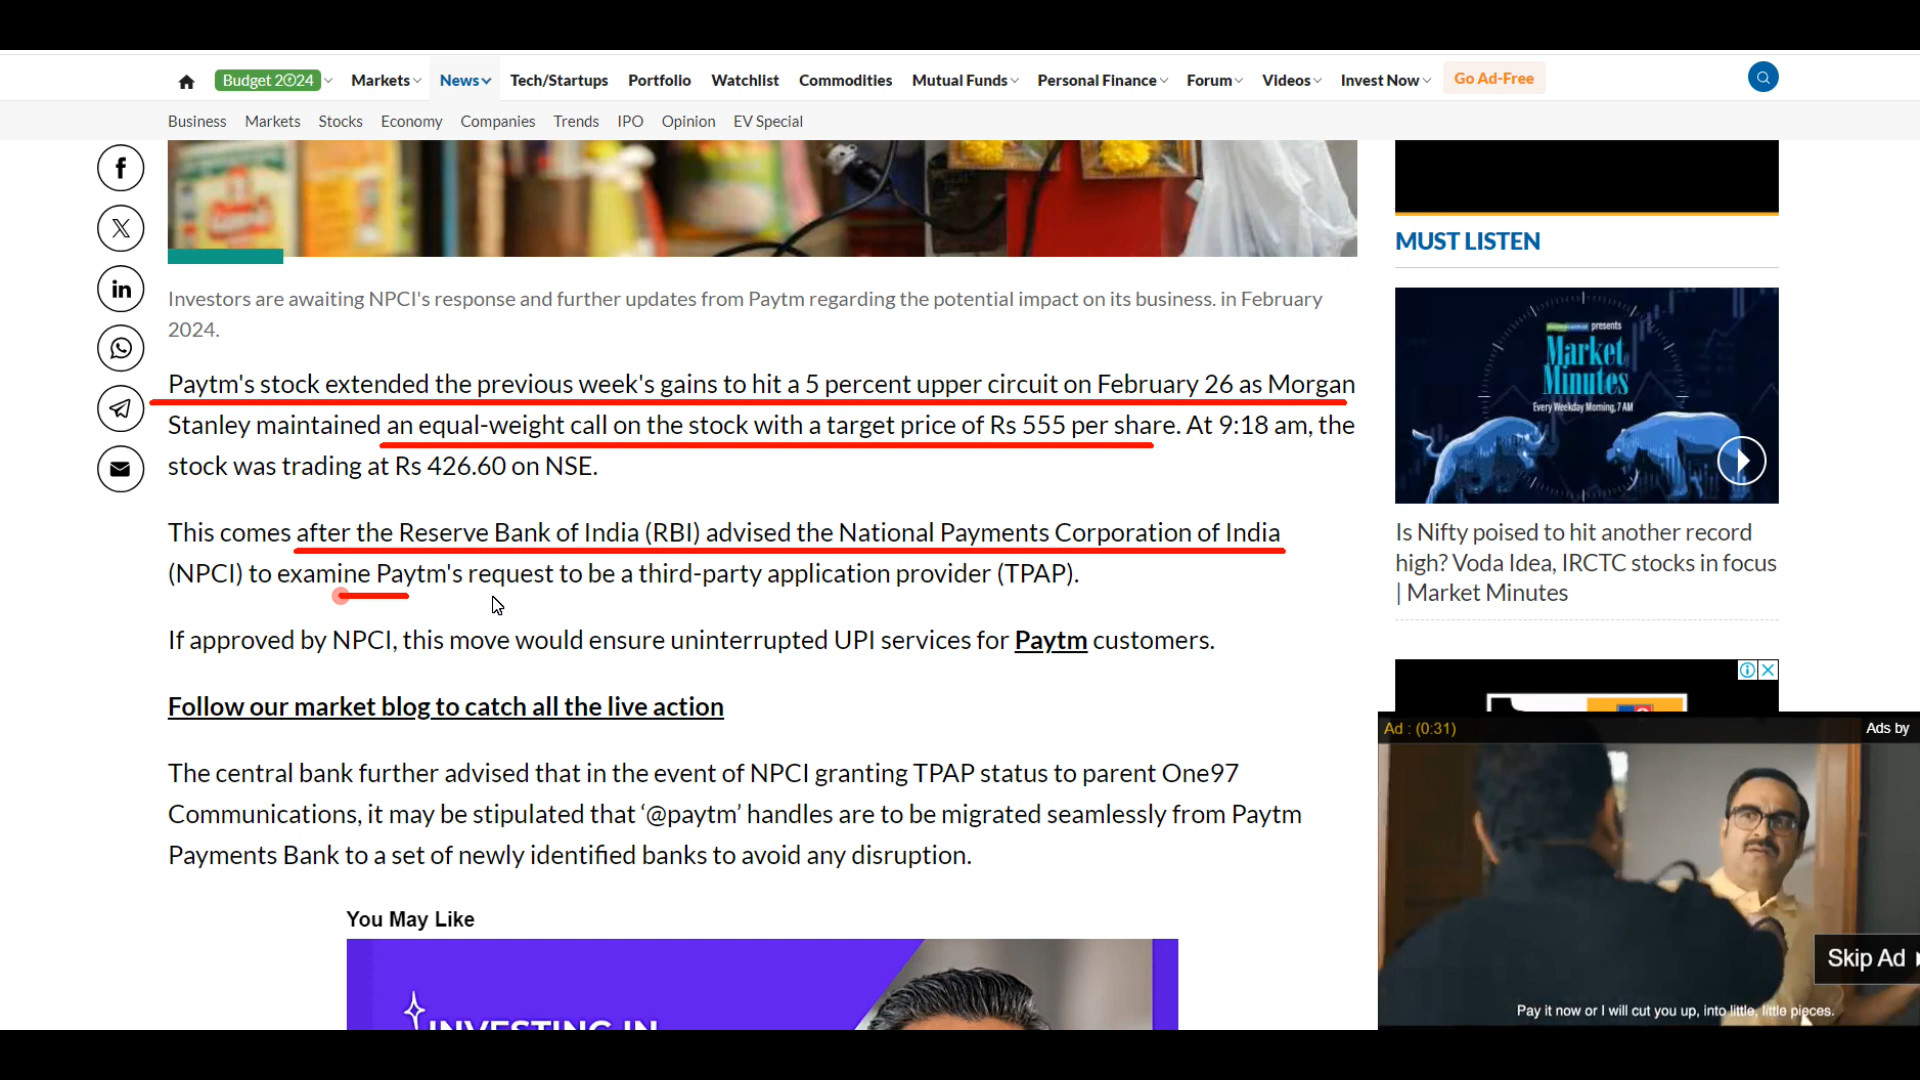 Budget 2024 Markets News Tech/Startups Portfolio Watchlist Commodities Mutual Funds Personal Finance Forum Videos Invest Now Go Ad-Free
Business Markets Stocks Economy Companies Trends IPO Opinion EV Special
Investors are awaiting NPCI's response and further updates from Paytm regarding the potential impact on its business. in February
2024.
Paytm's stock extended the previous week's gains to hit a 5 percent upper circuit on February 26 as Morgan
Stanley maintained an equal-weight call on the stock with a target price of Rs 555 per share. At 9:18 am, the
stock was trading at Rs 426.60 on NSE.
This comes after the Reserve Bank of India (RBI) advised the National Payments Corporation of India
(NPCI) to examine Paytm's request to be a third-party application provider (TPAP).
If approved by NPCI, this move would ensure uninterrupted UPI services for Paytm customers.
Follow our market blog to catch all the live action
The central bank further advised that in the event of NPCI granting TPAP status to parent One97
Communications, it may be stipulated that ‘@paytm’ handles are to be migrated seamlessly from Paytm
Payments Bank to a set of newly identified banks to avoid any disruption.
You May Like
INVESTING IN
MUST LISTEN
presents
Market
Minutes
Every Weekday Morning, 7 AM
Is Nifty poised to hit another record
high? Voda Idea, IRCTC stocks in focus
| Market Minutes
Ad : (0:31)
Ads by
Skip Ad
Pay it now or I will cut you up, into little, little pieces.